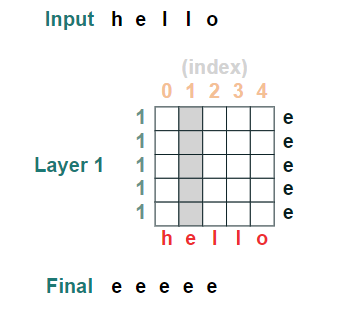 Input h e l l o
(index)
0 1 2 3 4
1 e
1 e
Layer 1 1 e
1 e
1 e
h e l l o
Final e e e e e